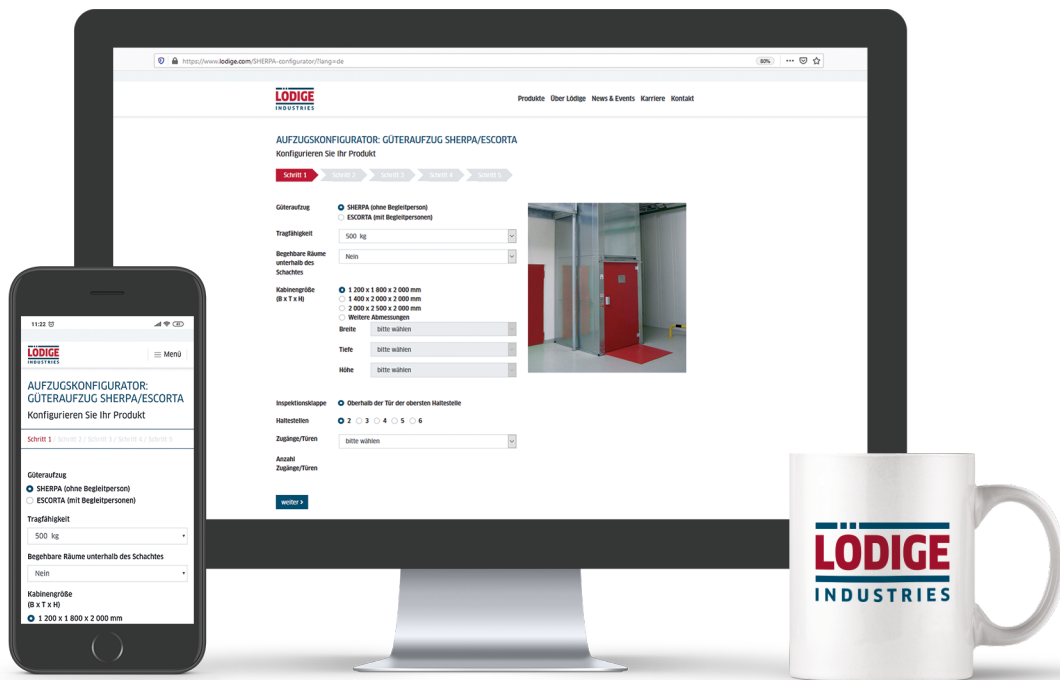 https://www.lodige.com/SHERPA-configurator/?lang=de
80%
LÖDIGE
INDUSTRIES
Produkte Über Lödige News & Events Karriere Kontakt
AUFZUGSKONFIGURATOR: GÜTERAUFZUG SHERPA/ESCORTA
Konfigurieren Sie Ihr Produkt
Schritt 1 Schritt 2 Schritt 3 Schritt 4 Schritt 5
Güteraufzug SHERPA (ohne Begleitperson)
ESCORTA (mit Begleitpersonen)
Tragfähigkeit 500 kg
Begehbare Räume Nein
unterhalb des
Schachtes
Kabinengröße 1 200 x 1 800 x 2 000 mm
(B x T x H) 1 400 x 2 000 x 2 000 mm
2 000 x 2 500 x 2 000 mm
Weitere Abmessungen
Breite bitte wählen
Tiefe bitte wählen
Höhe bitte wählen
Inspektionsklappe Oberhalb der Tür der obersten Haltestelle
Haltestellen 2 3 4 5 6
Zugänge/Türen bitte wählen
Anzahl
Zugänge/Türen
weiter >
11:22
LÖDIGE
INDUSTRIES
Menü
AUFZUGSKONFIGURATOR:
GÜTERAUFZUG SHERPA/ESCORTA
Konfigurieren Sie Ihr Produkt
Schritt 1 / Schritt 2 / Schritt 3 / Schritt 4 / Schritt 5
Güteraufzug
SHERPA (ohne Begleitperson)
ESCORTA (mit Begleitpersonen)
Tragfähigkeit
500 kg
Begehbare Räume unterhalb des Schachtes
Nein
Kabinengröße
(B x T x H)
1 200 x 1 800 x 2 000 mm
LÖDIGE
INDUSTRIES